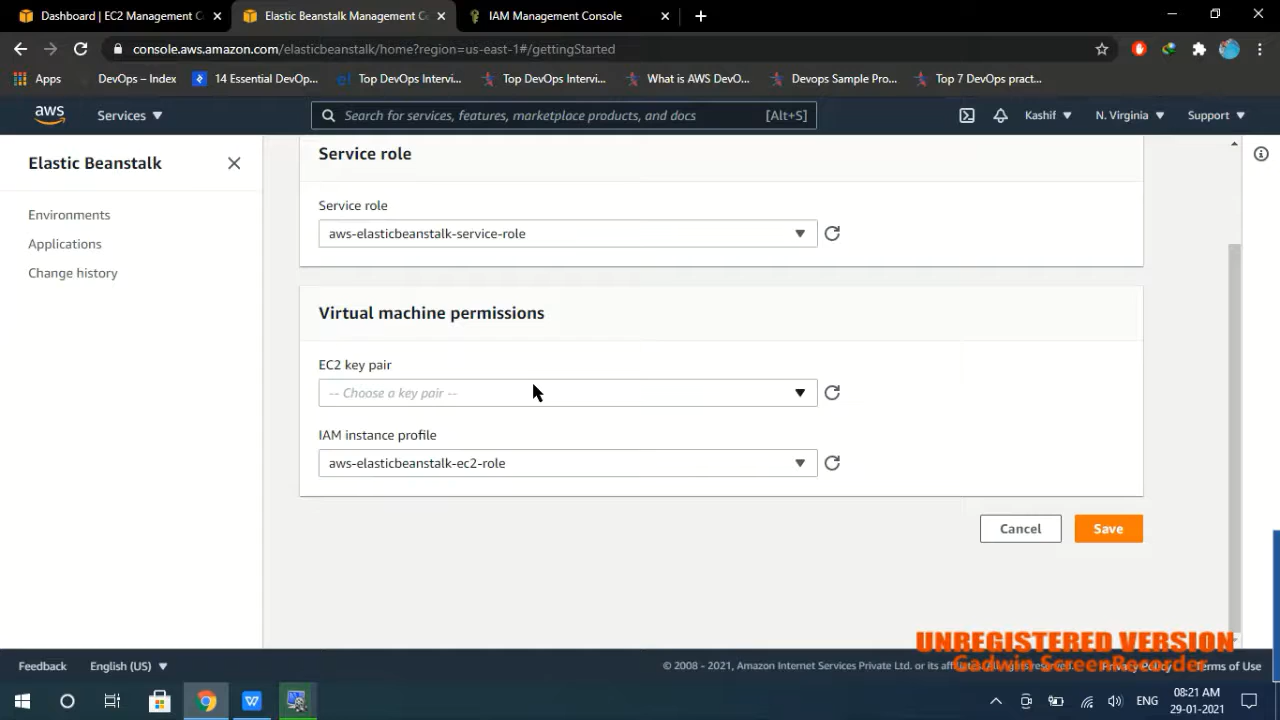 Dashboard | EC2 Management C
Elastic Beanstalk Management Co
IAM Management Console
console.aws.amazon.com/elasticbeanstalk/home?region=us-east-1#/gettingStarted
Apps
DevOps – Index
14 Essential DevOp...
Top DevOps Intervi...
Top DevOps Intervi...
What is AWS DevO...
Devops Sample Pro...
Top 7 DevOps pract...
aws
Services
Search for services, features, marketplace products, and docs
[Alt+S]
Kashif
N. Virginia
Support
Elastic Beanstalk
Environments
Applications
Change history
Service role
Service role
aws-elasticbeanstalk-service-role
Virtual machine permissions
EC2 key pair
-- Choose a key pair --
IAM instance profile
aws-elasticbeanstalk-ec2-role
Cancel
Save
UNREGISTERED VERSION
Gadwin ScreenRecorder
Feedback
English (US)
© 2008 - 2021, Amazon Internet Services Private Ltd. or its affiliates. All rights reserved.
Privacy Policy
Terms of Use
ENG
08:21 AM
29-01-2021